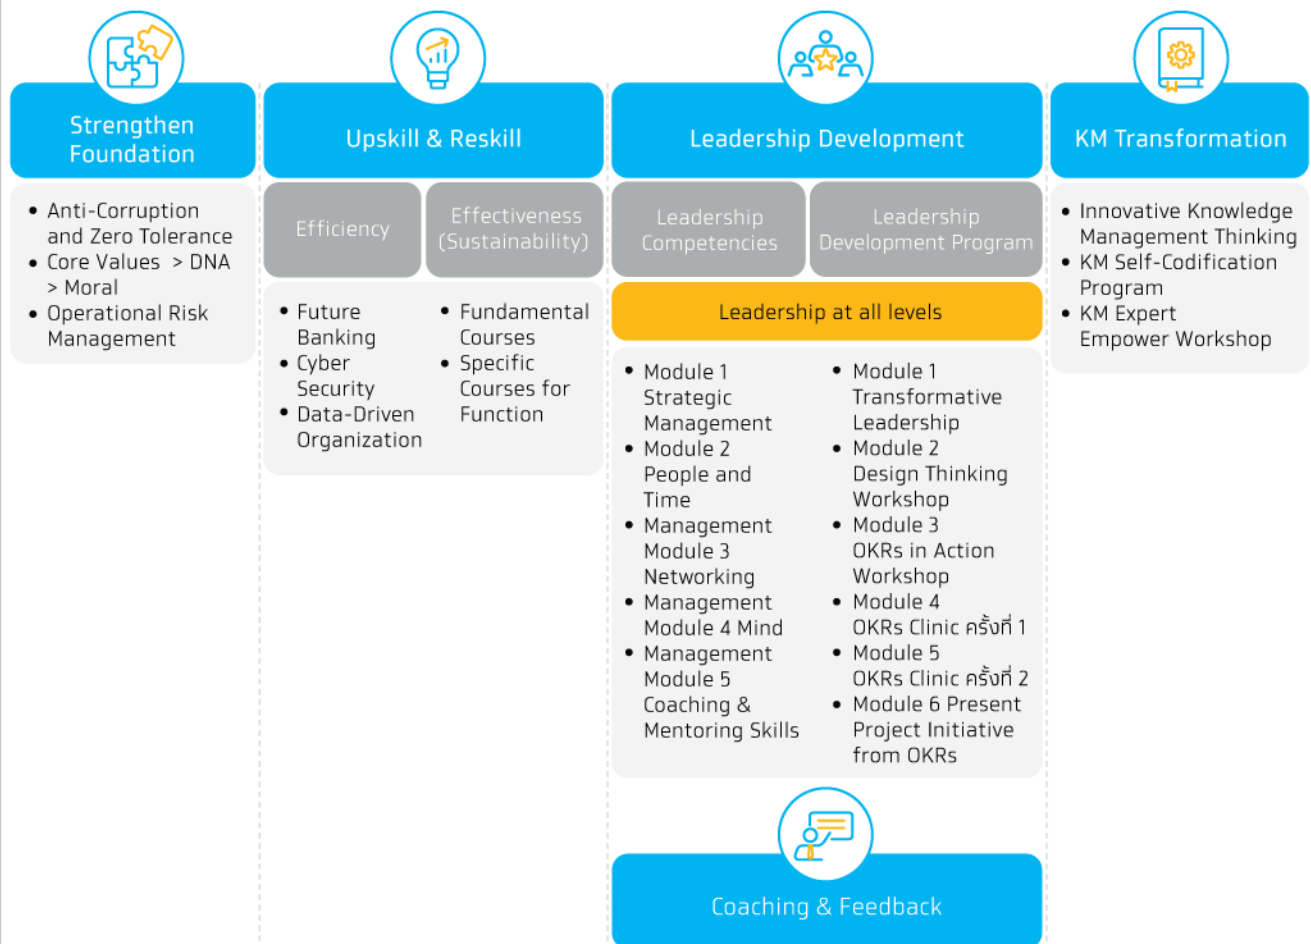 Strengthen
Foundation
• Anti-Corruption
and Zero Tolerance
• Core Values > DNA
> Moral
• Operational Risk
Management
Upskill & Reskill
Efficiency
• Future
Banking
• Cyber
Security
• Data-Driven
Organization
Effectiveness
(Sustainability)
• Fundamental
Courses
• Specific
Courses for
Function
Leadership Development
Leadership
Competencies
Leadership
Development Program
Leadership at all levels
• Module 1
Strategic
Management
• Module 2
People and
Time
• Management
Module 3
Networking
• Management
Module 4 Mind
• Management
Module 5
Coaching &
Mentoring Skills
• Module 1
Transformative
Leadership
• Module 2
Design Thinking
Workshop
• Module 3
OKRs in Action
Workshop
• Module 4
OKRs Clinic ครั้งที่ 1
• Module 5
OKRs Clinic ครั้งที่ 2
• Module 6 Present
Project Initiative
from OKRs
Coaching & Feedback
KM Transformation
• Innovative Knowledge
Management Thinking
• KM Self-Codification
Program
• KM Expert
Empower Workshop